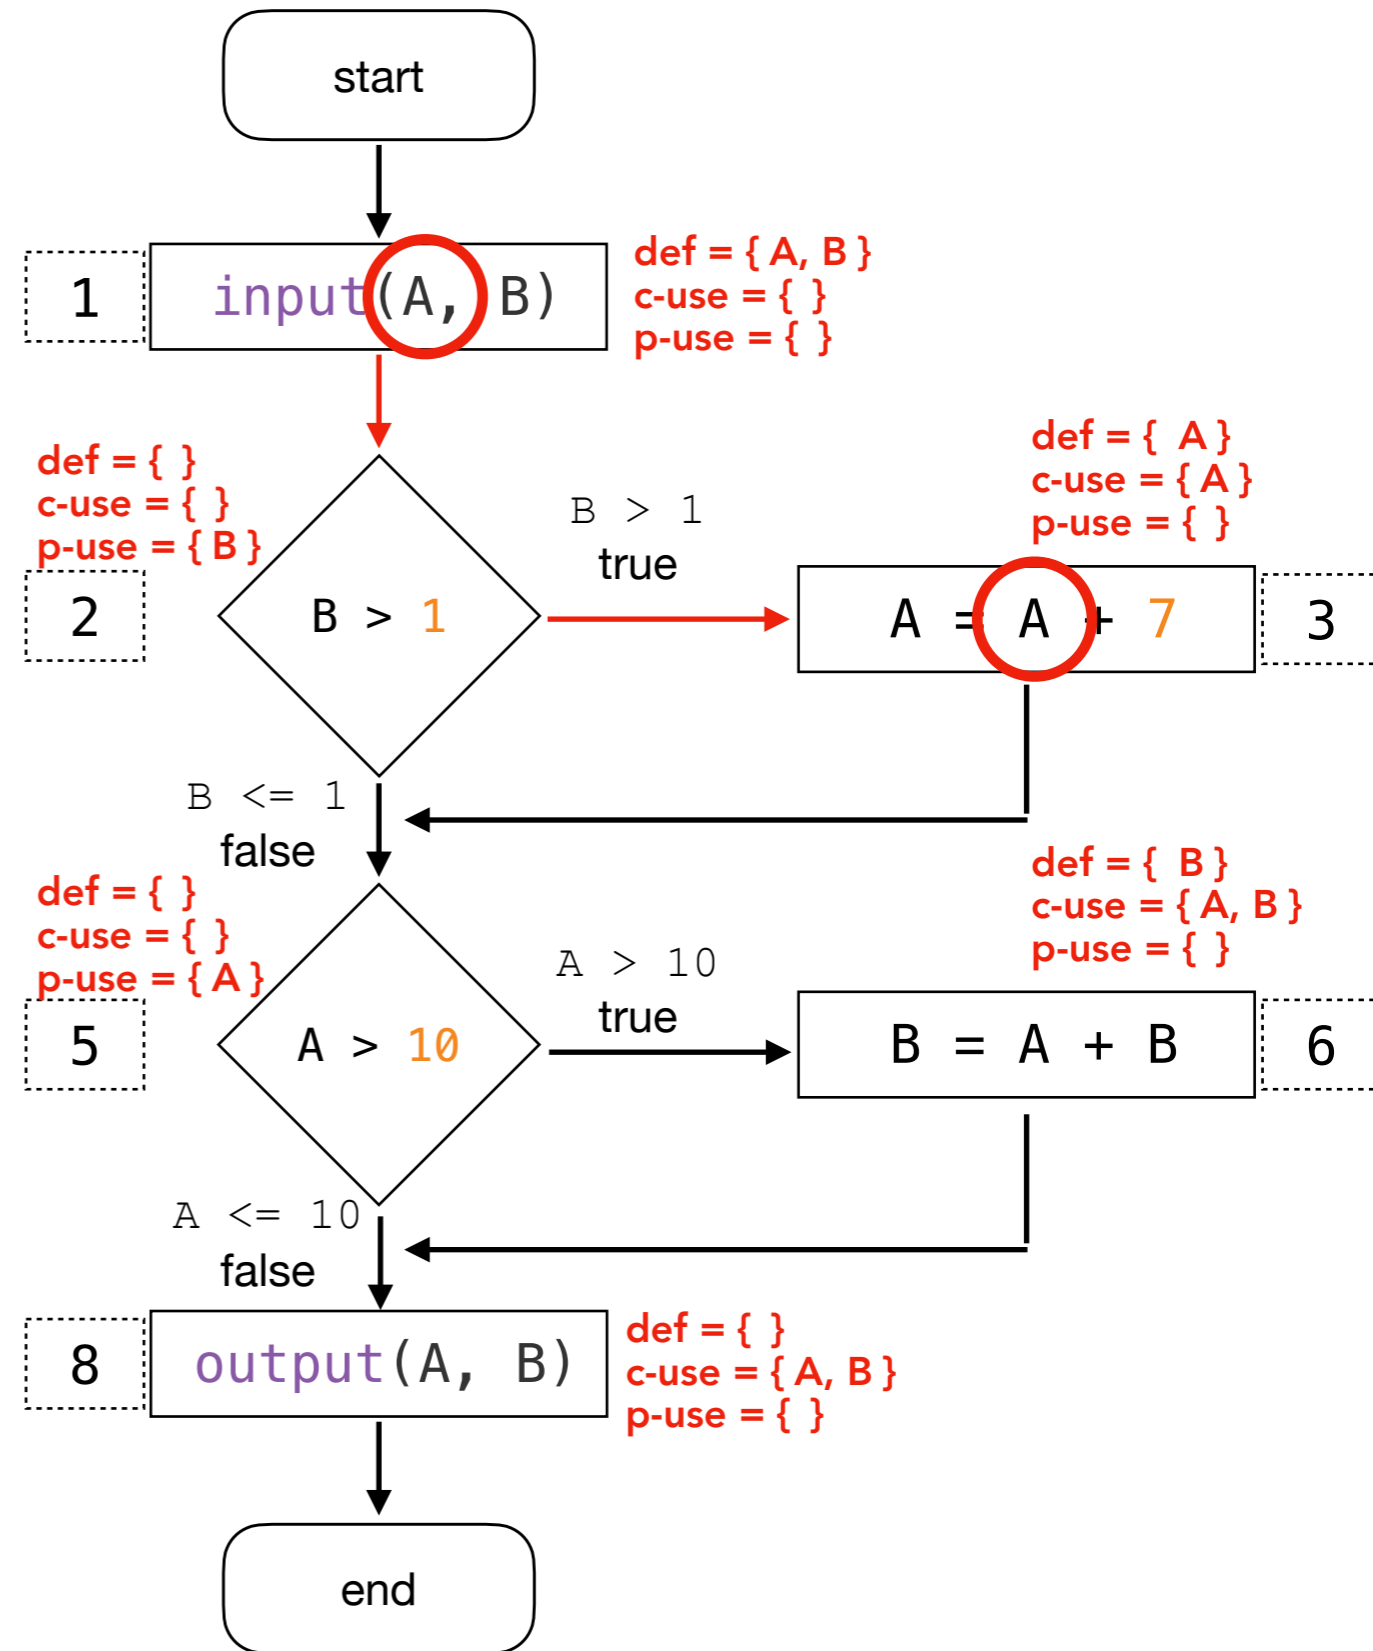 start
1
input(A, B)
def = { A, B }
c-use = { }
p-use = { }
def = { }
c-use = { }
p-use = { B }
2
B > 1
B > 1
true
def = { A }
c-use = { A }
p-use = { }
A = A + 7
3
B <= 1
false
def = { }
c-use = { }
p-use = { A }
5
A > 10
A > 10
true
def = { B }
c-use = { A, B }
p-use = { }
B = A + B
6
A <= 10
false
8
output(A, B)
def = { }
c-use = { A, B }
p-use = { }
end